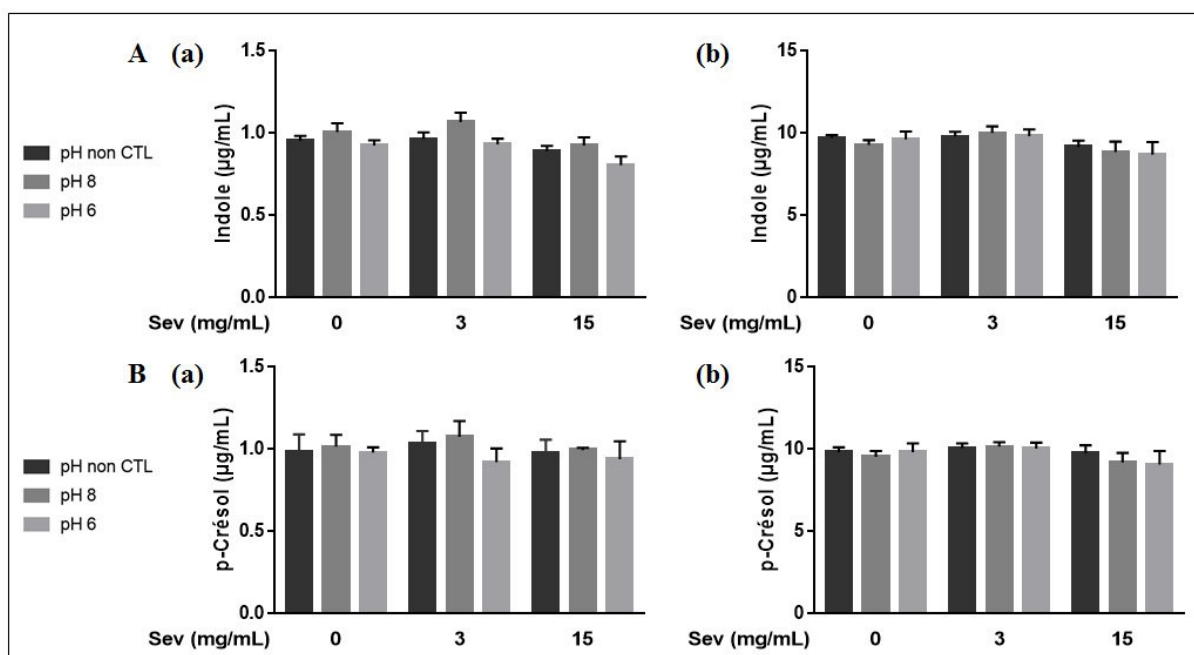 A (a)
pH non CTL
pH 8
pH 6
Indole (µg/mL)
1.5
1.0
0.5
0.0
Sev (mg/mL) 0 3 15
(b)
Indole (µg/mL)
15
10
5
0
Sev (mg/mL) 0 3 15
B (a)
pH non CTL
pH 8
pH 6
p-Crésol (µg/mL)
1.5
1.0
0.5
0.0
Sev (mg/mL) 0 3 15
(b)
p-Crésol (µg/mL)
15
10
5
0
Sev (mg/mL) 0 3 15